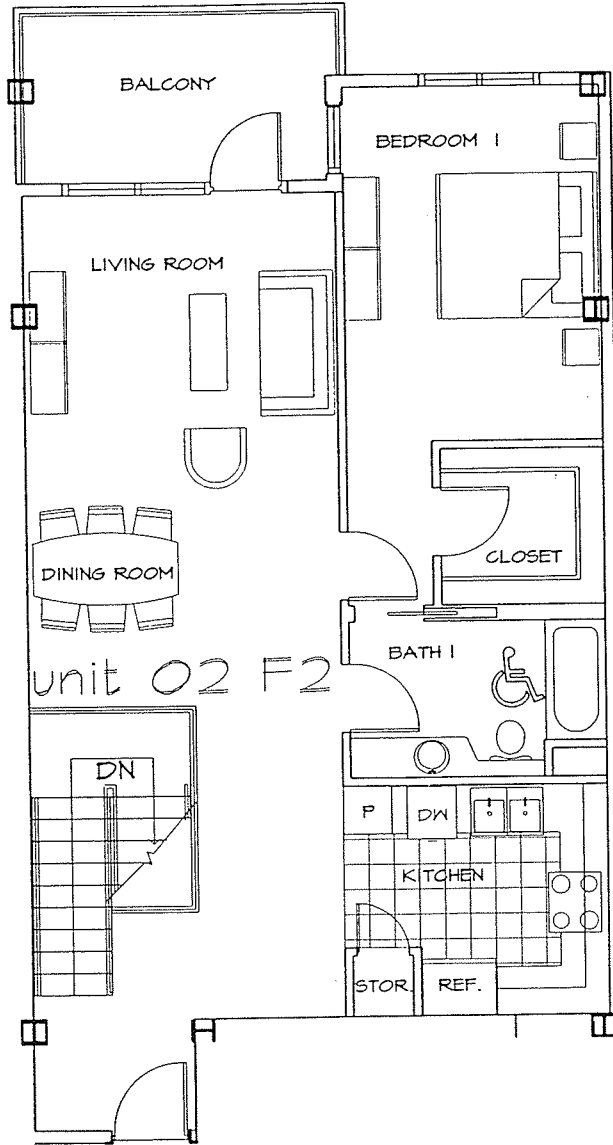 BALCONY
BEDROOM 1
LIVING ROOM
DINING ROOM
CLOSET
BATH 1
unit 02 F2
DN
P
DW
KITCHEN
STOR.
REF.